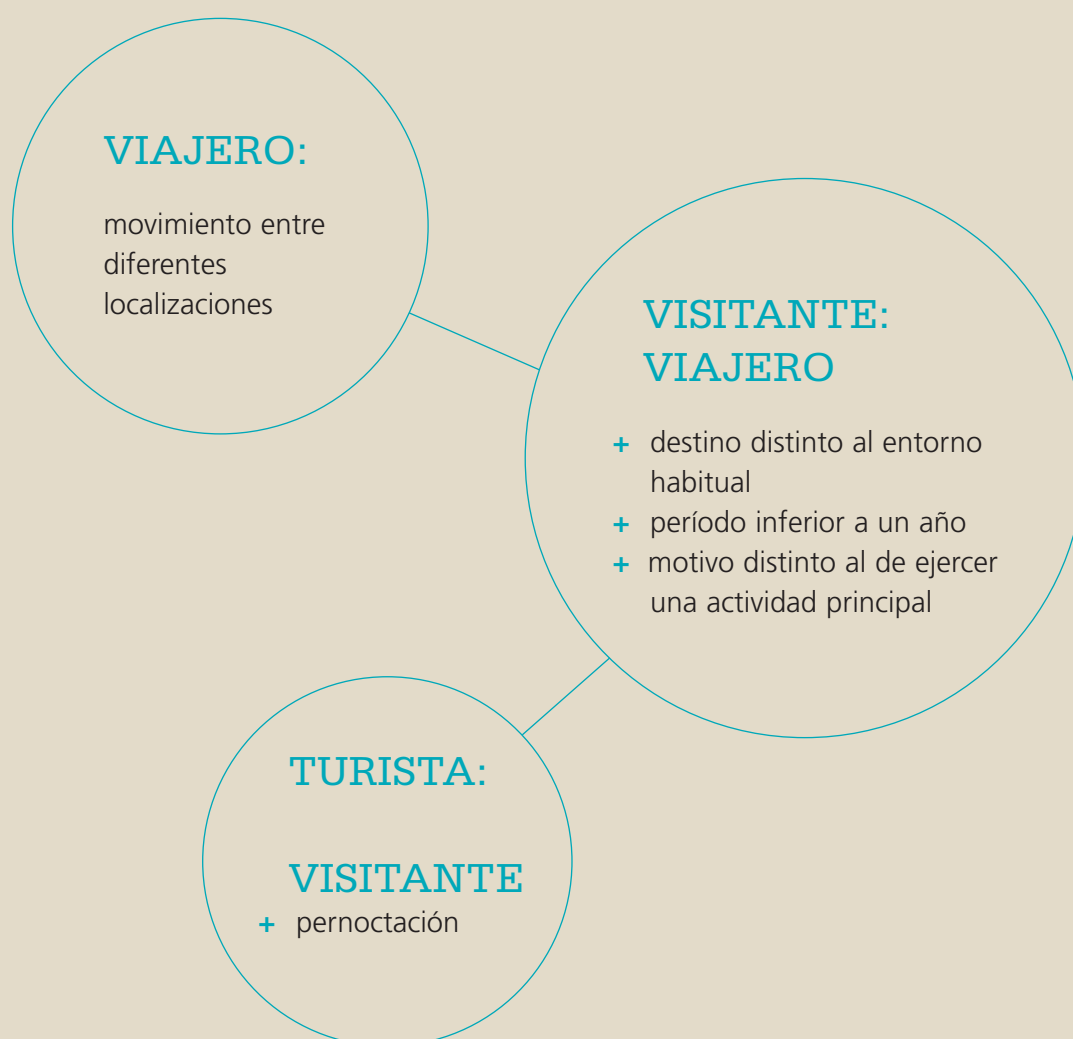 VIAJERO:
movimiento entre
diferentes
localizaciones
VISITANTE:
VIAJERO
+ destino distinto al entorno
habitual
+ período inferior a un año
+ motivo distinto al de ejercer
una actividad principal
TURISTA:
VISITANTE
+ pernoctación